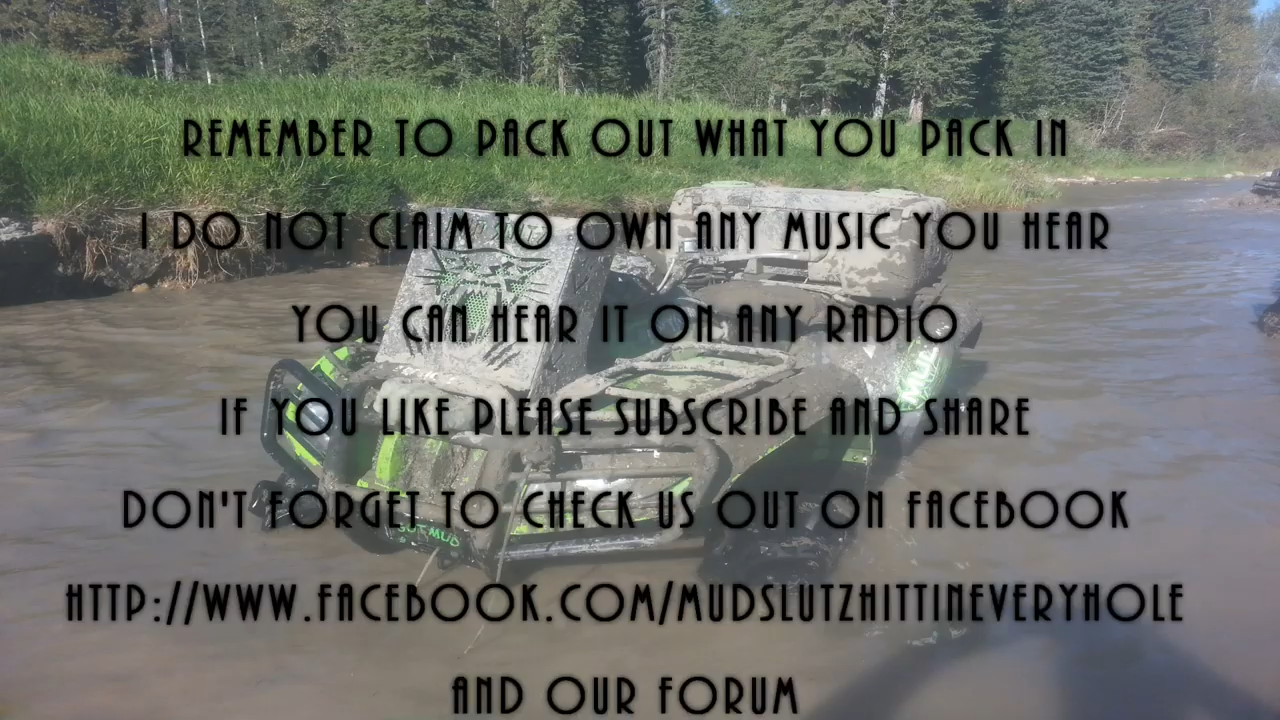 REMEMBER TO PACK OUT WHAT YOU PACK IN
I DO NOT CLAIM TO OWN ANY MUSIC YOU HEAR
YOU CAN HEAR IT ON ANY RADIO
IF YOU LIKE PLEASE SUBSCRIBE AND SHARE
DON'T FORGET TO CHECK US OUT ON FACEBOOK
HTTP://WWW.FACEBOOK.COM/MUDSLUTZHITTINEVERYHOLE
AND OUR FORUM